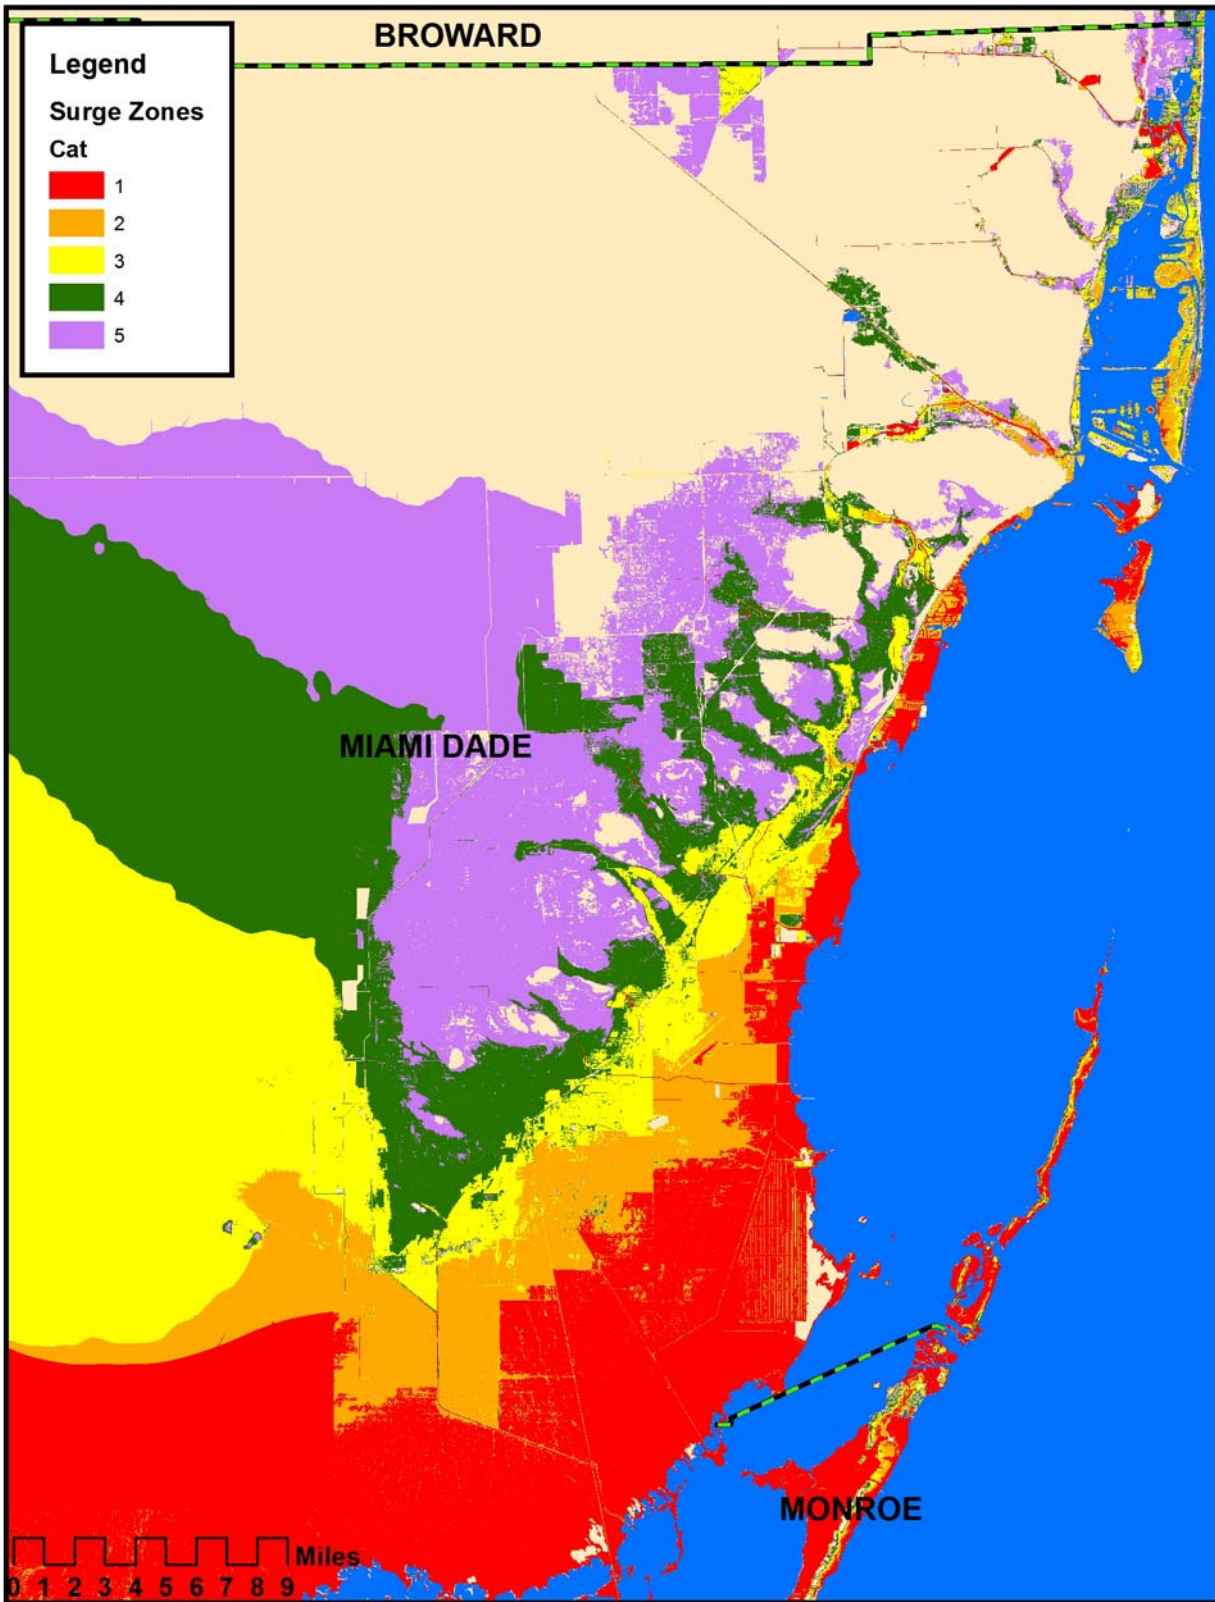 BROWARD
Legend
Surge Zones
Cat
1
2
3
4
5
MIAMI DADE
MONROE
Miles
0 1 2 3 4 5 6 7 8 9